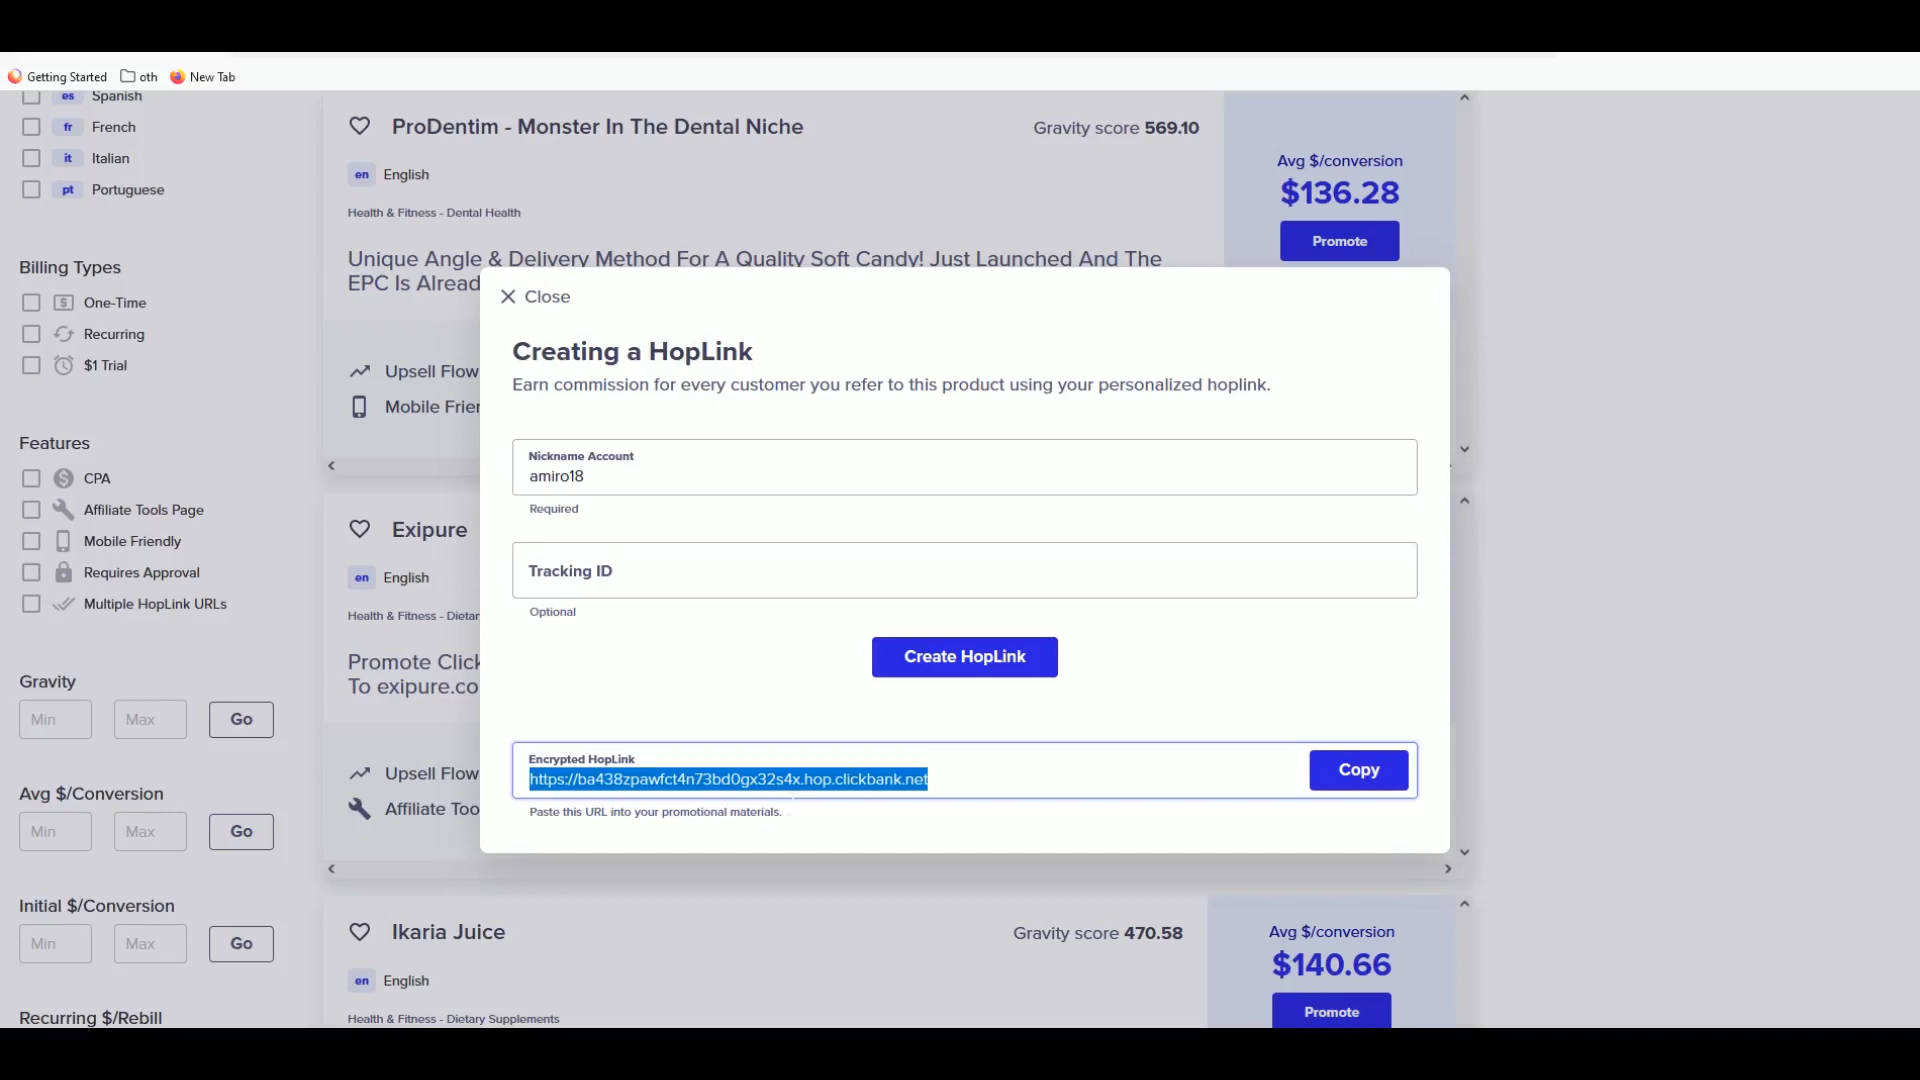 Getting Started oth New Tab
es Spanish
fr French
it Italian
pt Portuguese
Billing Types
One-Time
Recurring
$1 Trial
Features
CPA
Affiliate Tools Page
Mobile Friendly
Requires Approval
Multiple HopLink URLs
Gravity
Min Max Go
Avg $/Conversion
Min Max Go
Initial $/Conversion
Min Max Go
Recurring $/Rebill
ProDentim - Monster In The Dental Niche
Gravity score 569.10
en English
Health & Fitness - Dental Health
Unique Angle & Delivery Method For A Quality Soft Candy! Just Launched And The
EPC Is Alread
Avg $/conversion
$136.28
Promote
Upsell Flow
Mobile Frien
Exipure
en English
Health & Fitness - Dietar
Promote Click
To exipure.co
Upsell Flow
Affiliate Too
Close
Creating a HopLink
Earn commission for every customer you refer to this product using your personalized hoplink.
Nickname Account
amiro18
Required
Tracking ID
Optional
Create HopLink
Encrypted HopLink
https://ba438zpawfct4n73bd0gx32s4x.hop.clickbank.net
Copy
Paste this URL into your promotional materials.
Ikaria Juice
Gravity score 470.58
en English
Health & Fitness - Dietary Supplements
Avg $/conversion
$140.66
Promote